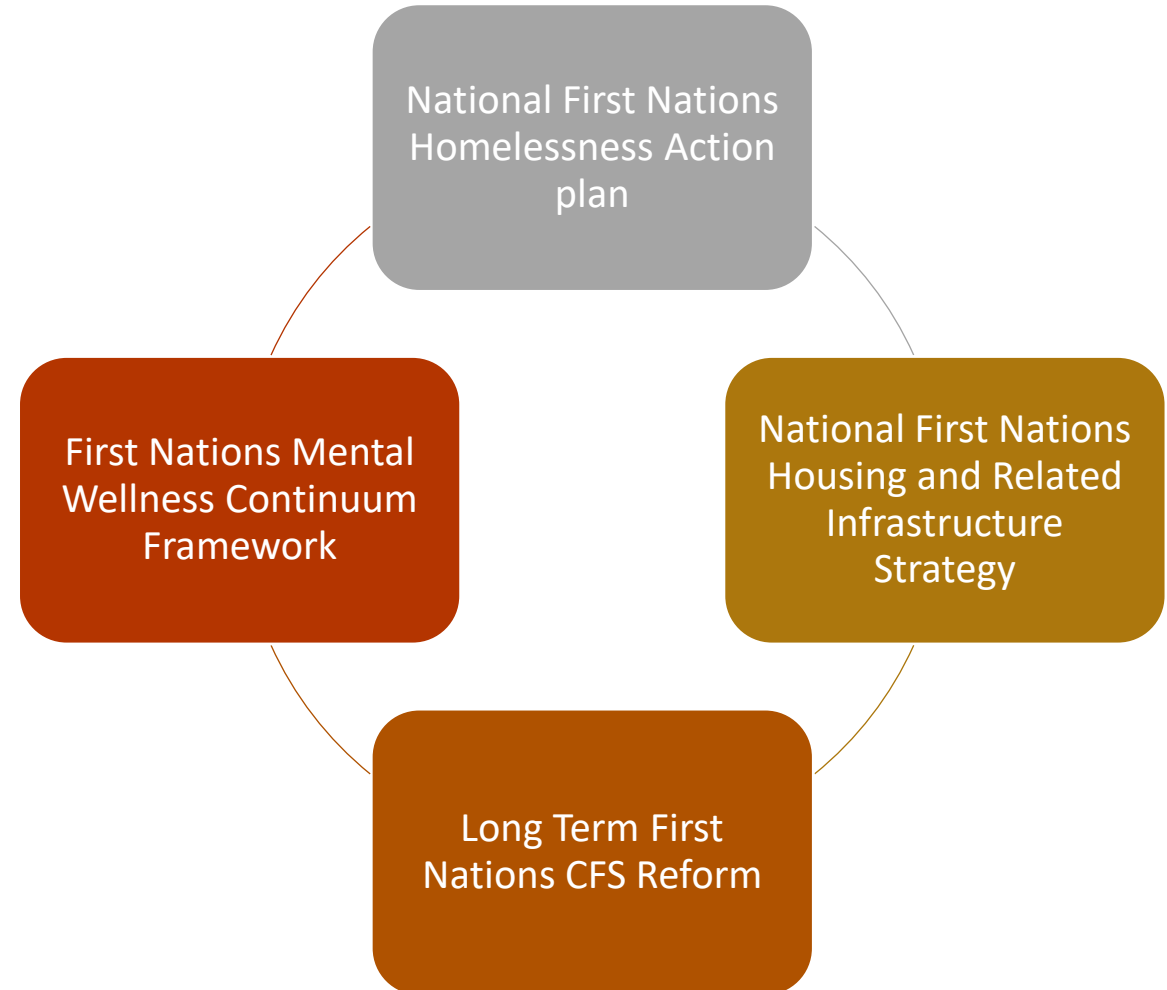 National First Nations
Homelessness Action
plan
First Nations Mental
Wellness Continuum
Framework
National First Nations
Housing and Related
Infrastructure
Strategy
Long Term First
Nations CFS Reform